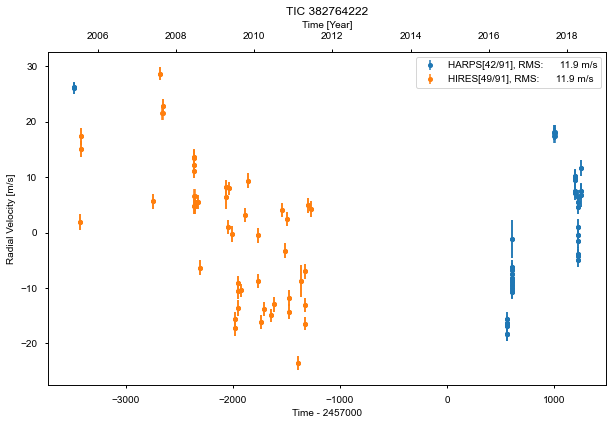 TIC 382764222
Time [Year]
2006 2008 2010 2012 2014 2016 2018
HARPS[42/91], RMS: 11.9 m/s
HIRES[49/91], RMS: 11.9 m/s
30
20
10
0
−10
−20
Radial Velocity [m/s]
−3000 −2000 −1000 0 1000
Time - 2457000